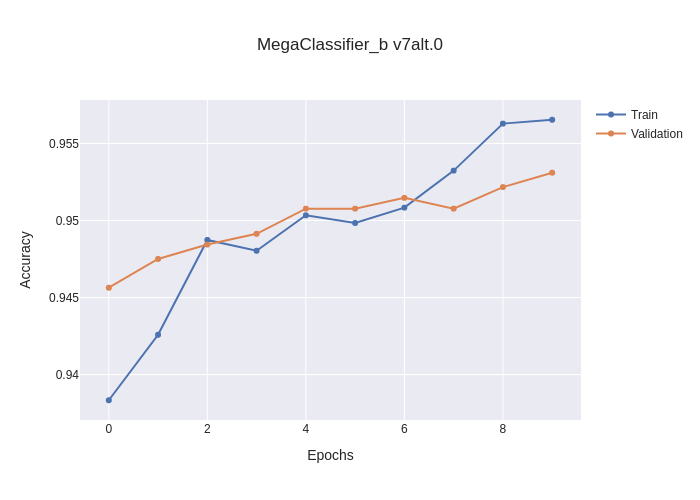 MegaClassifier_b v7alt.0
Train
Validation
0.955
0.95
0.945
0.94
Accuracy
0 2 4 6 8
Epochs